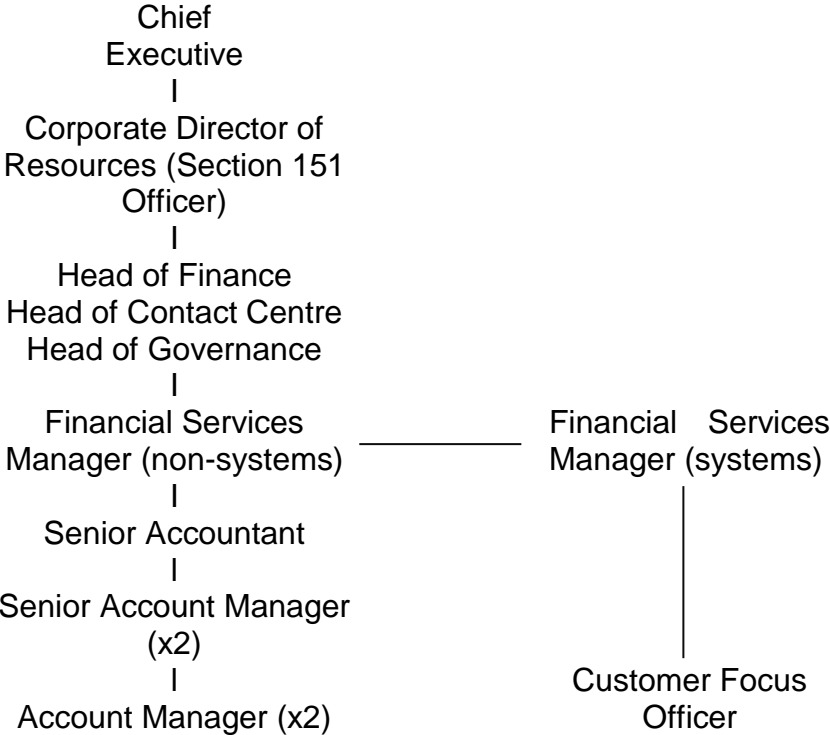 Chief
Executive
I
Corporate Director of
Resources (Section 151
Officer)
I
Head of Finance
Head of Contact Centre
Head of Governance
I
Financial Services
Manager (non-systems)
Financial Services
Manager (systems)
I
Senior Accountant
I
Senior Account Manager
(x2)
I
Account Manager (x2)
Customer Focus
Officer